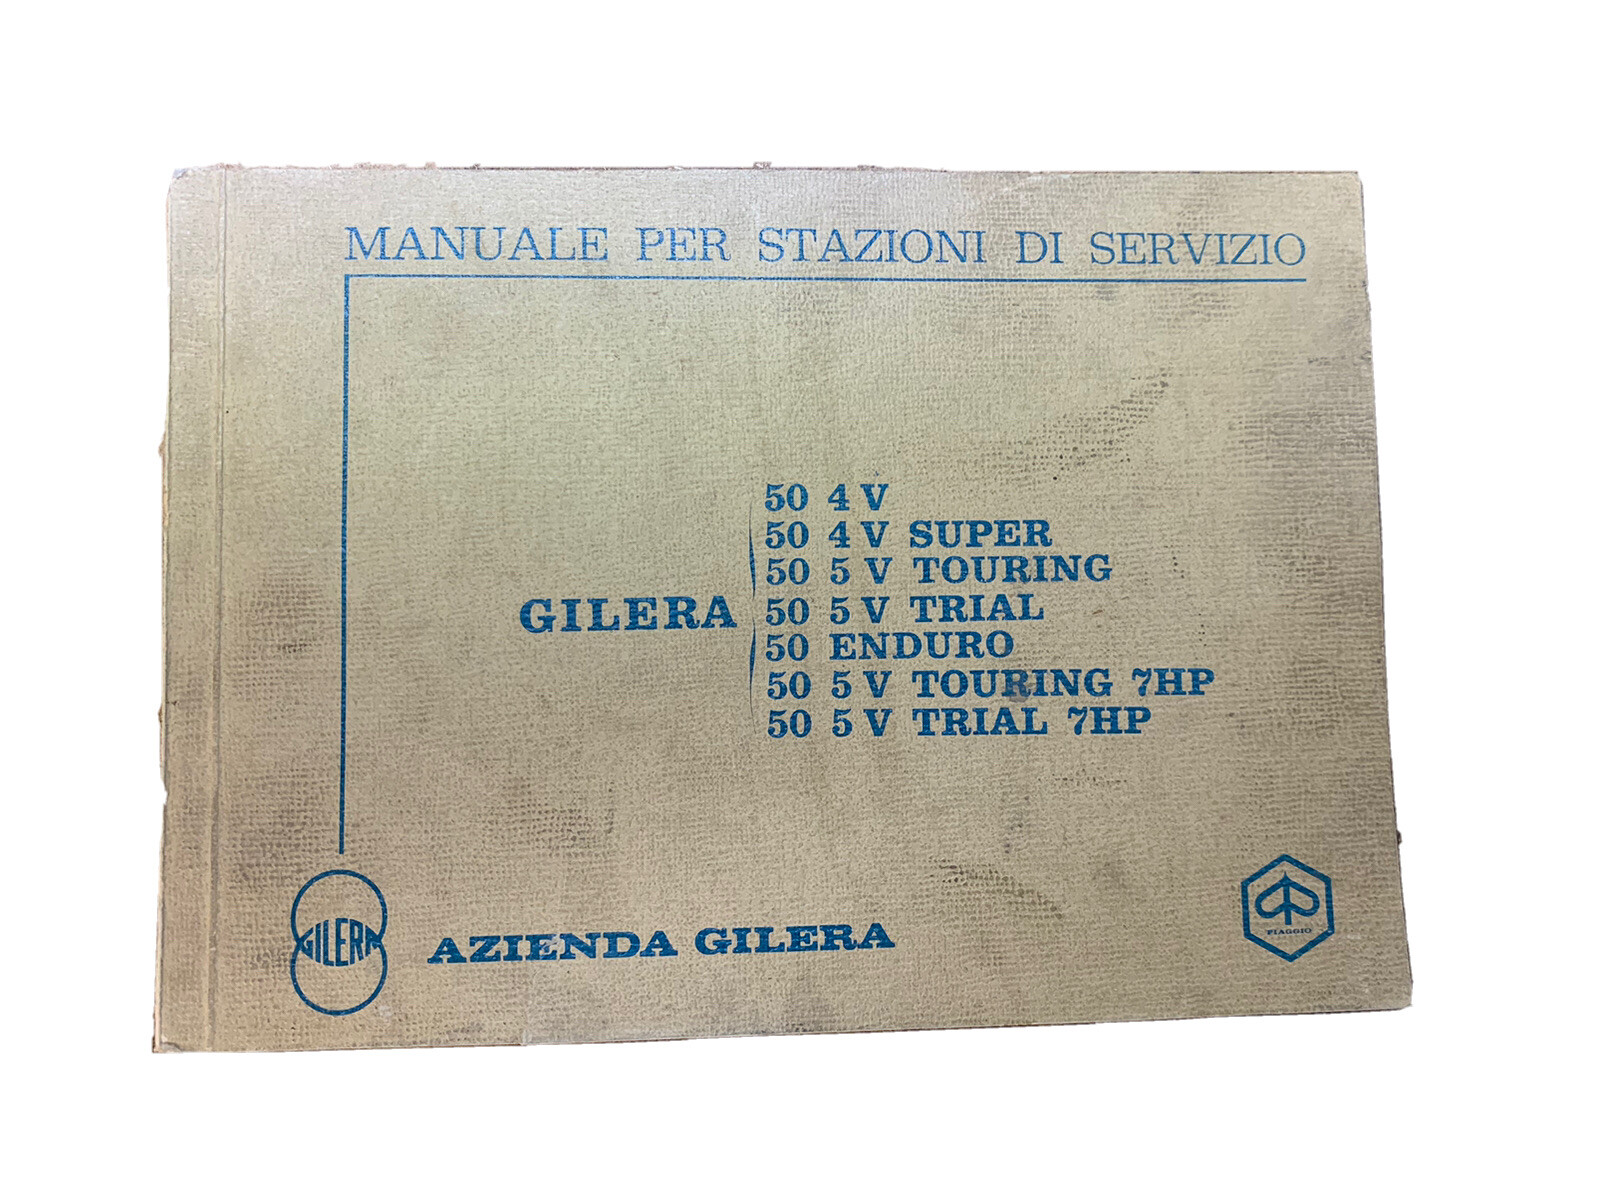 MANUALE PER STAZIONI DI SERVIZIO
GILERA
50 4 V
50 4 V SUPER
50 5 V TOURING
50 5 V TRIAL
50 ENDURO
50 5 V TOURING 7HP
50 5 V TRIAL 7HP
GILERA
AZIENDA GILERA
PIAGGIO